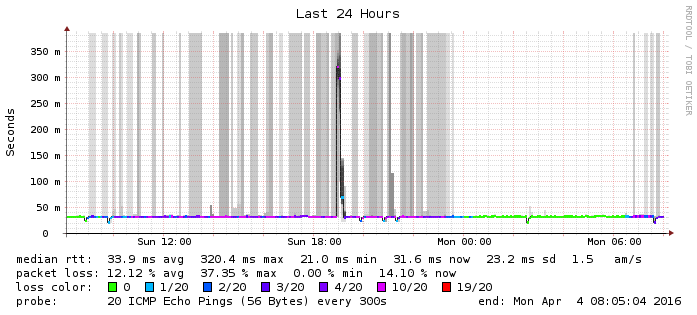 Last 24 Hours
RRDTOOL / TOBI OETIKER
Seconds
350 m
300 m
250 m
200 m
150 m
100 m
50 m
0
Sun 12:00 Sun 18:00 Mon 00:00 Mon 06:00
median rtt: 33.9 ms avg 320.4 ms max 21.0 ms min 31.6 ms now 23.2 ms sd 1.5 am/s
packet loss: 12.12 % avg 37.35 % max 0.00 % min 14.10 % now
loss color: 0 1/20 2/20 3/20 4/20 10/20 19/20
probe: 20 ICMP Echo Pings (56 Bytes) every 300s end: Mon Apr 4 08:05:04 2016